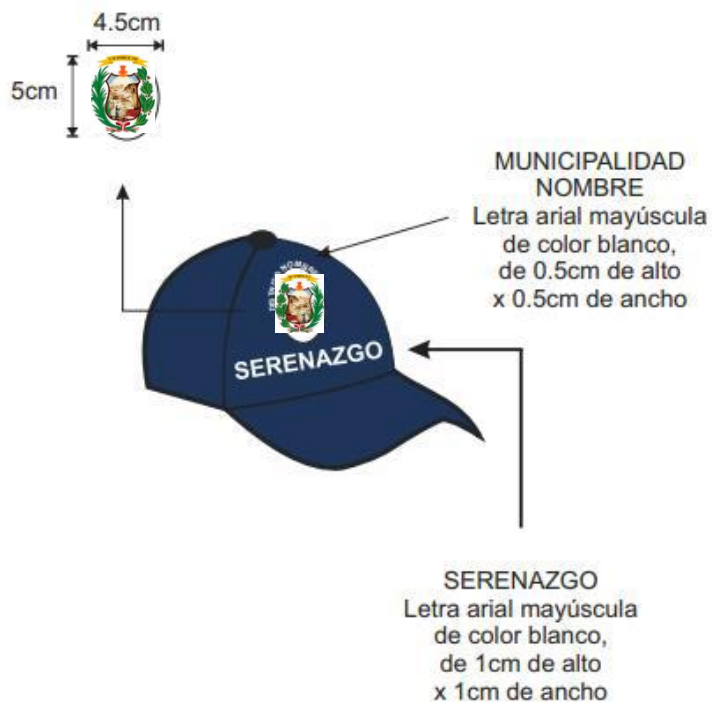 4.5cm
5cm
MUNICIPALIDAD
NOMBRE
Letra arial mayúscula
de color blanco,
de 0.5cm de alto
x 0.5cm de ancho
NOMBRE
SERENAZGO
SERENAZGO
Letra arial mayúscula
de color blanco,
de 1cm de alto
x 1cm de ancho